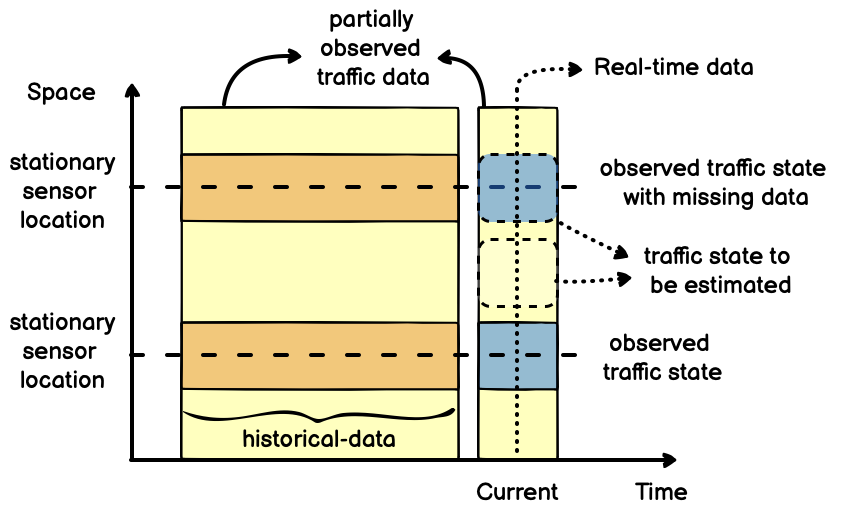 partially
observed
traffic data
Real-time data
Space
stationary
sensor
location
observed traffic state
with missing data
traffic state to
be estimated
stationary
sensor
location
observed
traffic state
historical-data
Current
Time